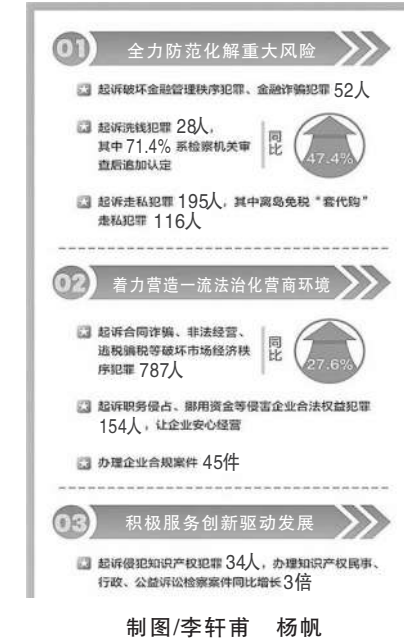 01 全力防范化解重大风险
起诉破坏金融管理秩序犯罪、金融诈骗犯罪 52人
起诉洗钱犯罪 28人，
其中 71.4% 系检察机关审
查后追加认定
同比
47.4%
起诉走私犯罪 195人，其中离岛免税“套代购”
走私犯罪 116人
02 着力营造一流法治化营商环境
起诉合同诈骗、非法经营、
逃税骗税等破坏市场经济秩
序犯罪 787人
同比
27.6%
起诉职务侵占、挪用资金等侵害企业合法权益犯罪
154人，让企业安心经营
办理企业合规案件 45件
03 积极服务创新驱动发展
起诉侵犯知识产权犯罪 34人，办理知识产权民事、
行政、公益诉讼检察案件同比增长3倍
制图/李轩甫 杨帆